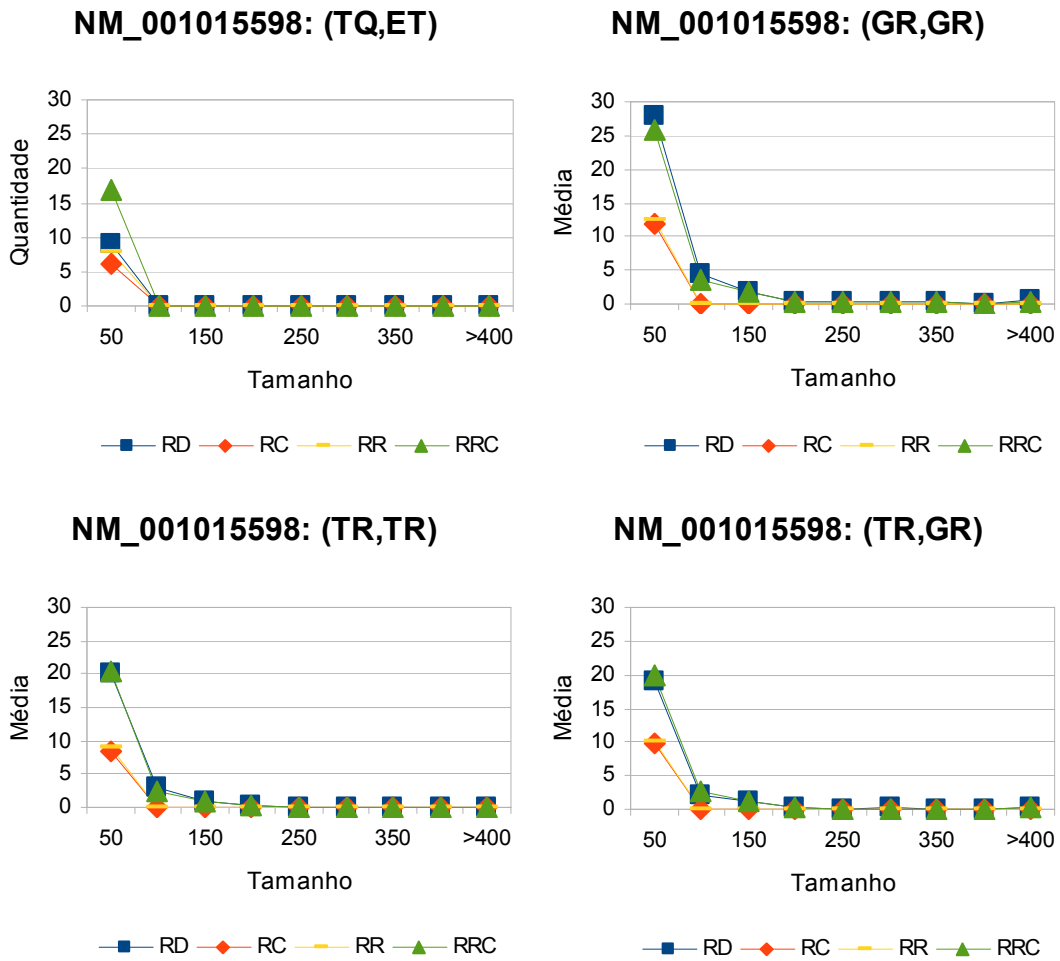 NM_001015598: (TQ,ET)
30
25
20
15
10
5
0
Quantidade
50 150 250 350 >400
Tamanho
RD RC RR RRC
NM_001015598: (GR,GR)
30
25
20
15
10
5
0
Média
50 150 250 350 >400
Tamanho
RD RC RR RRC
NM_001015598: (TR,TR)
30
25
20
15
10
5
0
Média
50 150 250 350 >400
Tamanho
RD RC RR RRC
NM_001015598: (TR,GR)
30
25
20
15
10
5
0
Média
50 150 250 350 >400
Tamanho
RD RC RR RRC